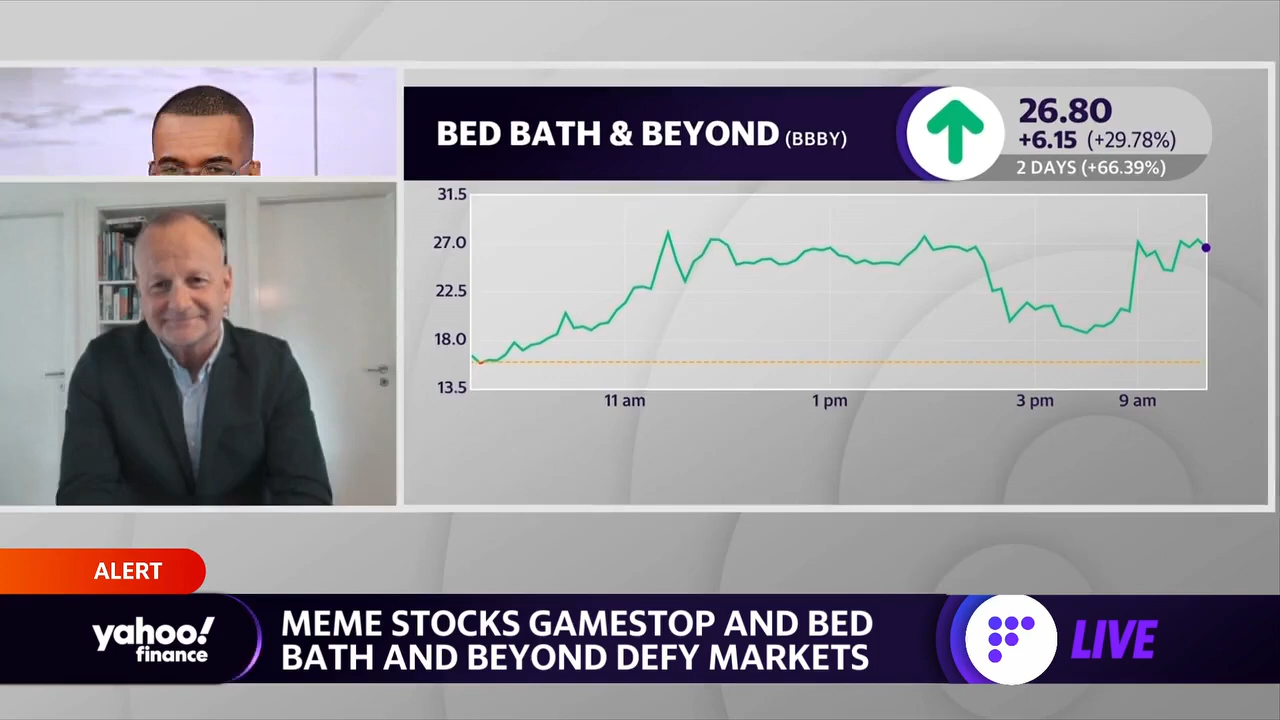 BED BATH & BEYOND (BBBY)
26.80
+6.15 (+29.78%)
2 DAYS (+66.39%)
31.5
27.0
22.5
18.0
13.5
11 am
1 pm
3 pm
9 am
ALERT
yahoo!
finance
MEME STOCKS GAMESTOP AND BED
BATH AND BEYOND DEFY MARKETS
LIVE